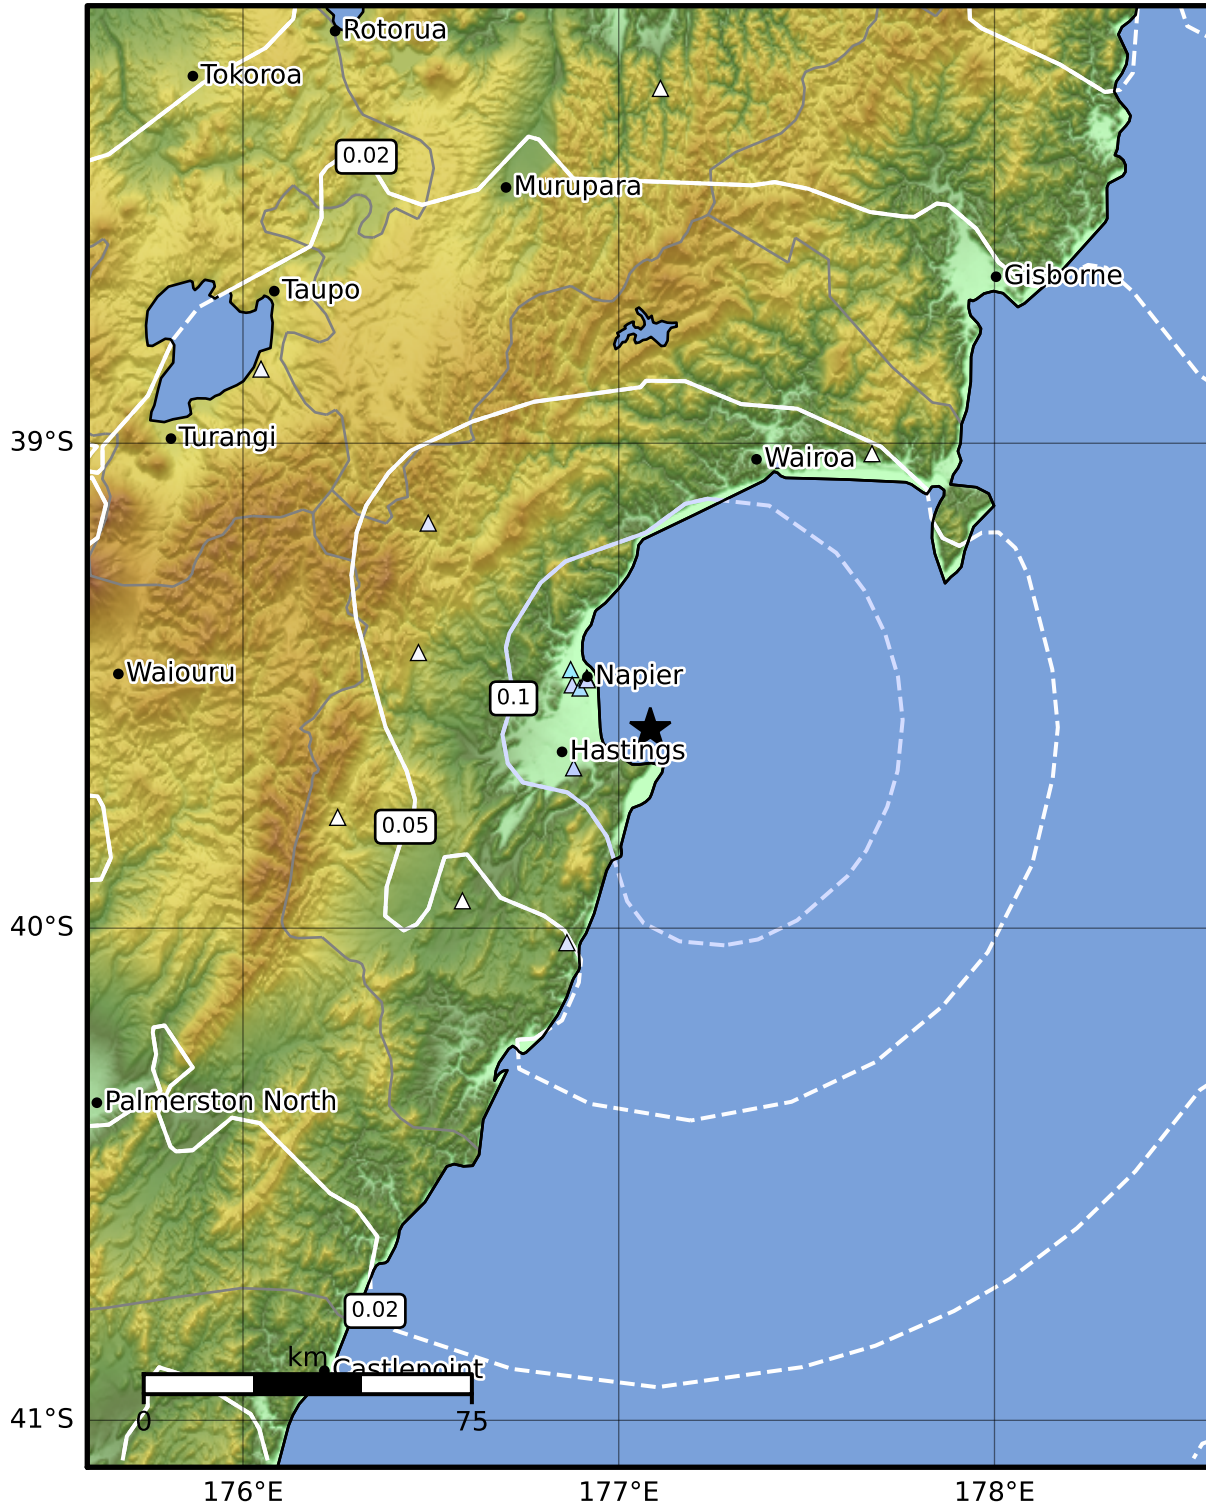 Rotorua
Tokoroa
0.02
Murupara
Gisborne
Taupo
Turangi
39°S
Wairoa
Waiouru
Napier
0.1
Hastings
0.05
40°S
Palmerston North
0.02
km
Castlepoint
0
75
41°S
176°E
177°E
178°E